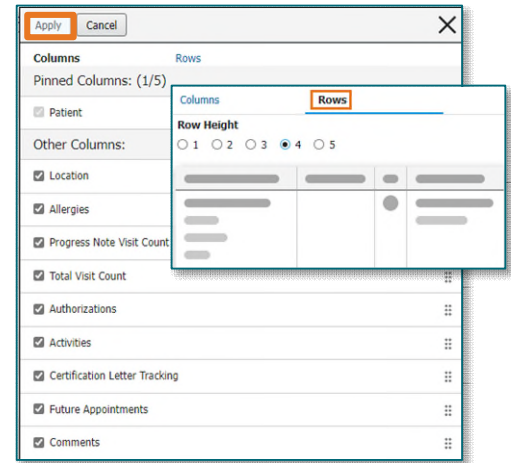 Apply Cancel
Columns Rows
Pinned Columns: (1/5)
Patient
Other Columns:
Location
Allergies
Progress Note Visit Count
Total Visit Count
Authorizations
Activities
Certification Letter Tracking
Future Appointments
Comments
Columns Rows
Row Height
1 2 3 4 5